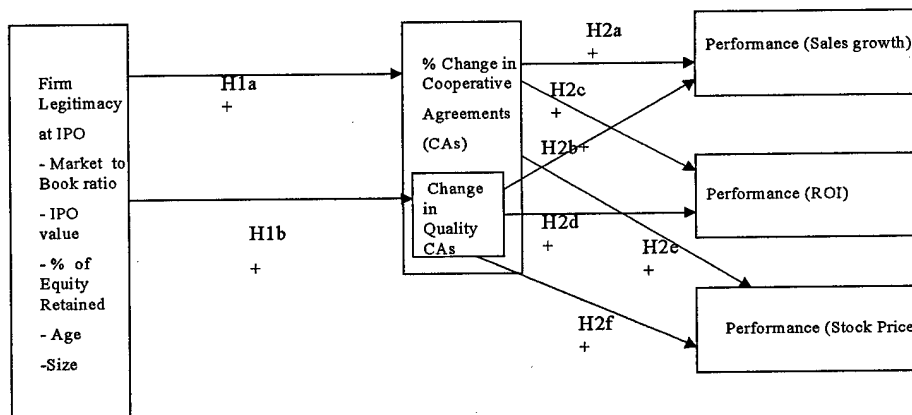 Firm
Legitimacy
at IPO
- Market to
Book ratio
- IPO
value
-% of
Equity
Retained
- Age
-Size
H1a
+
H1b
+
% Change in
Cooperative
Agreements
(CAs)
Change
in
Quality
CAs
H2a
+
H2c
+
H2b+
H2d
+
H2e
+
H2f
+
Performance (Sales growth)
Performance (ROI)
Performance (Stock Price